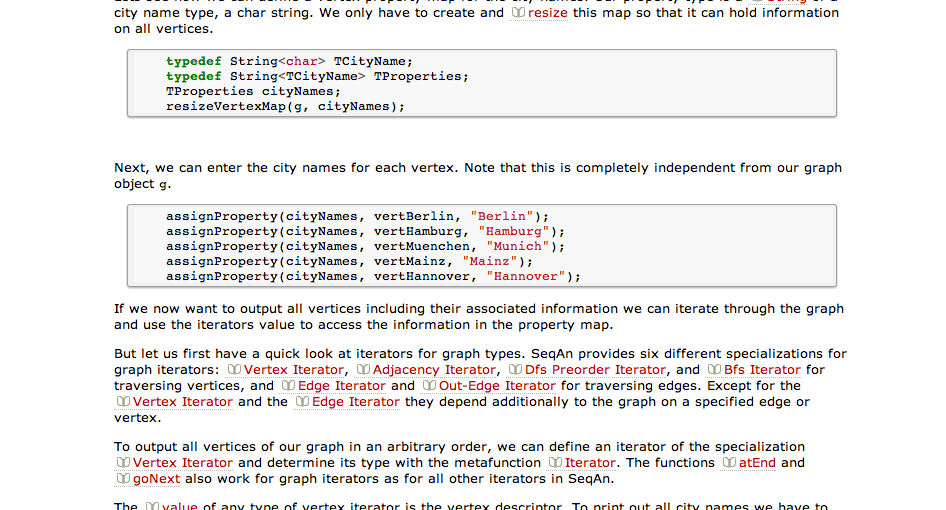 city name type, a char string. We only have to create and resize this map so that it can hold information
on all vertices.
typedef String<char> TCityName;
typedef String<TCityName> TProperties;
TProperties cityNames;
resizeVertexMap(g, cityNames);
Next, we can enter the city names for each vertex. Note that this is completely independent from our graph
object g.
assignProperty(cityNames, vertBerlin, "Berlin");
assignProperty(cityNames, vertHamburg, "Hamburg");
assignProperty(cityNames, vertMuenchen, "Munich");
assignProperty(cityNames, vertMainz, "Mainz");
assignProperty(cityNames, vertHannover, "Hannover");
If we now want to output all vertices including their associated information we can iterate through the graph
and use the iterators value to access the information in the property map.
But let us first have a quick look at iterators for graph types. SeqAn provides six different specializations for
graph iterators: Vertex Iterator, Adjacency Iterator, Dfs Preorder Iterator, and Bfs Iterator for
traversing vertices, and Edge Iterator and Out-Edge Iterator for traversing edges. Except for the
Vertex Iterator and the Edge Iterator they depend additionally to the graph on a specified edge or
vertex.
To output all vertices of our graph in an arbitrary order, we can define an iterator of the specialization
Vertex Iterator and determine its type with the metafunction Iterator. The functions atEnd and
goNext also work for graph iterators as for all other iterators in SeqAn.
The value of any type of vertex iterator is the vertex descriptor. To print out all city names we have to